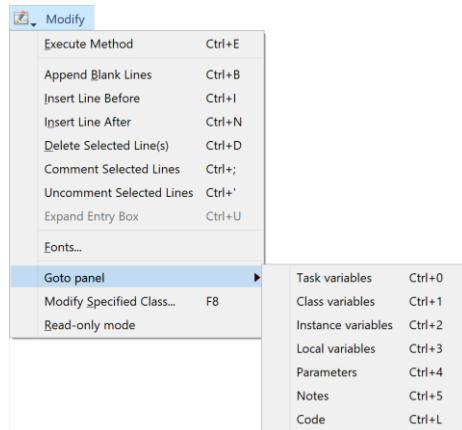 Modify
Execute Method Ctrl+E
Append Blank Lines Ctrl+B
Insert Line Before Ctrl+I
Insert Line After Ctrl+N
Delete Selected Line(s) Ctrl+D
Comment Selected Lines Ctrl+;
Uncomment Selected Lines Ctrl+'
Expand Entry Box Ctrl+U
Fonts...
Goto panel
Modify Specified Class... F8
Read-only mode
Task variables Ctrl+0
Class variables Ctrl+1
Instance variables Ctrl+2
Local variables Ctrl+3
Parameters Ctrl+4
Notes Ctrl+5
Code Ctrl+L